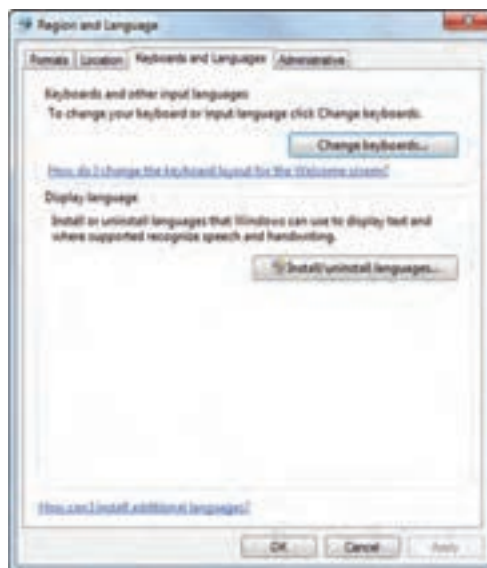 Region and Language
Formats Location Keyboards and Languages Administrative
Keyboards and other input languages
To change your keyboard or input language click Change keyboards.
Change keyboards...
How do I change the keyboard layout for the Welcome screen?
Display language
Install or uninstall languages that Windows can use to display text and
where supported recognize speech and handwriting.
Install/uninstall languages...
How can I install additional languages?
OK Cancel Apply